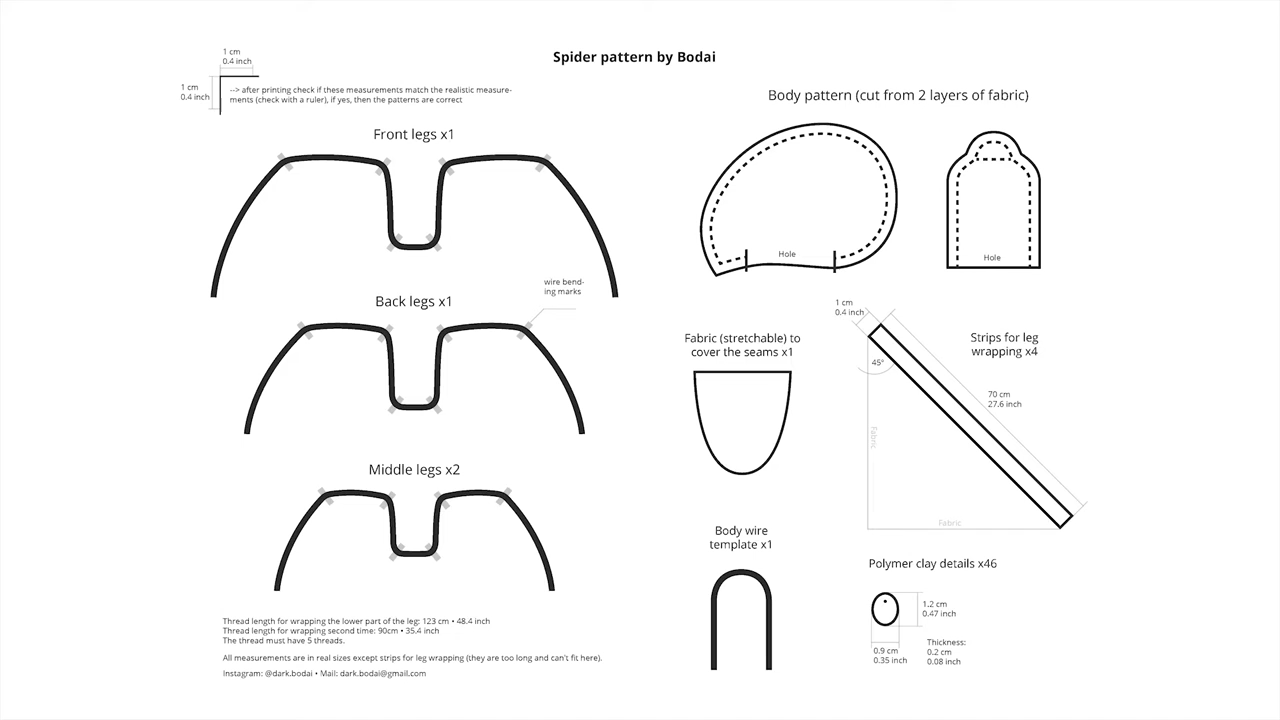 Spider pattern by Bodai
1 cm
0.4 inch
1 cm
0.4 inch
--> after printing check if these measurements match the realistic measure-
ments (check with a ruler), if yes, then the patterns are correct
Front legs x1
Back legs x1
wire bend-
ing marks
Middle legs x2
Thread length for wrapping the lower part of the leg: 123 cm • 48.4 inch
Thread length for wrapping second time: 90cm • 35.4 inch
The thread must have 5 threads.
All measurements are in real sizes except strips for leg wrapping (they are too long and can't fit here).
Instagram: @dark.bodai • Mail: dark.bodai@gmail.com
Body pattern (cut from 2 layers of fabric)
Hole
Hole
Fabric (stretchable) to
cover the seams x1
1 cm
0.4 inch
45°
Strips for leg
wrapping x4
70 cm
27.6 inch
Fabric
Fabric
Body wire
template x1
Polymer clay details x46
1.2 cm
0.47 inch
0.9 cm
0.35 inch
Thickness:
0.2 cm
0.08 inch